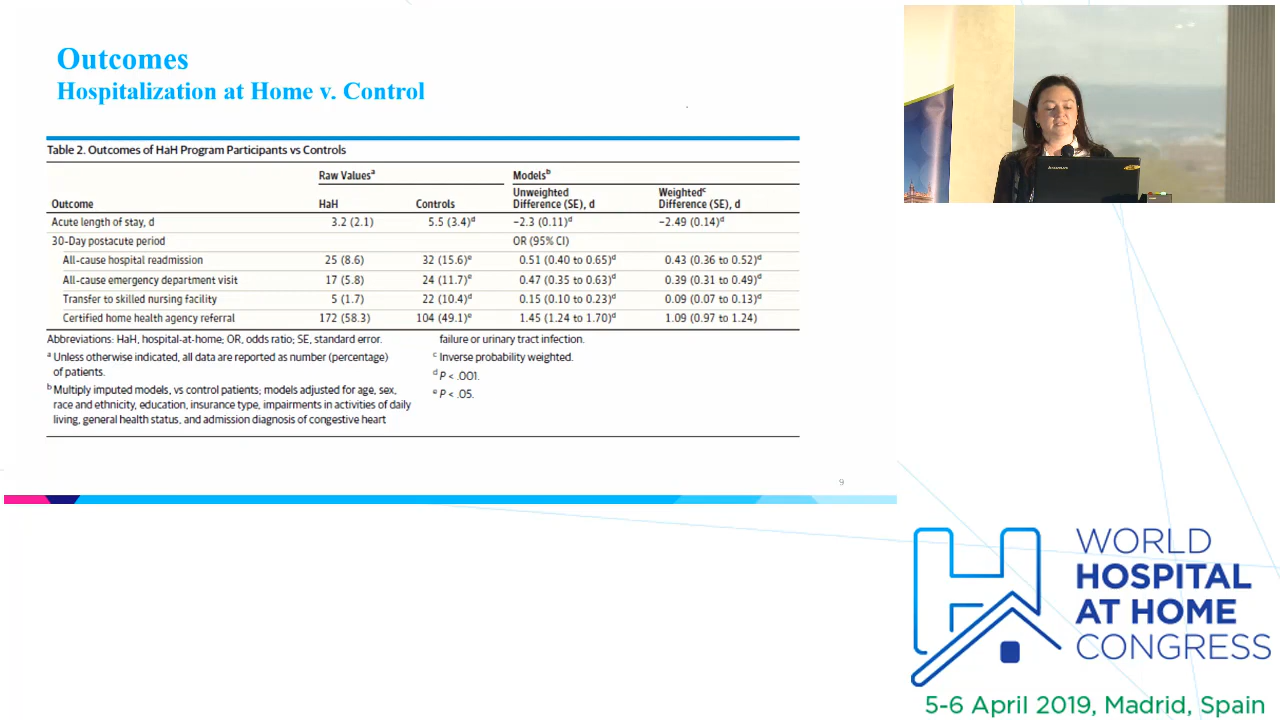 Outcomes
Hospitalization at Home v. Control
Table 2. Outcomes of HaH Program Participants vs Controls
Raw Values^a Models^b
Outcome HaH Controls Unweighted Difference (SE), d Weighted^c Difference (SE), d
Acute length of stay, d 3.2 (2.1) 5.5 (3.4)^d −2.3 (0.11)^d −2.49 (0.14)^d
30-Day postacute period OR (95% CI)
All-cause hospital readmission 25 (8.6) 32 (15.6)^e 0.51 (0.40 to 0.65)^d 0.43 (0.36 to 0.52)^d
All-cause emergency department visit 17 (5.8) 24 (11.7)^e 0.47 (0.35 to 0.63)^d 0.39 (0.31 to 0.49)^d
Transfer to skilled nursing facility 5 (1.7) 22 (10.4)^d 0.15 (0.10 to 0.23)^d 0.09 (0.07 to 0.13)^d
Certified home health agency referral 172 (58.3) 104 (49.1)^e 1.45 (1.24 to 1.70)^d 1.09 (0.97 to 1.24)
Abbreviations: HaH, hospital-at-home; OR, odds ratio; SE, standard error.
^a Unless otherwise indicated, all data are reported as number (percentage)
of patients.
^b Multiply imputed models, vs control patients; models adjusted for age, sex,
race and ethnicity, education, insurance type, impairments in activities of daily
living, general health status, and admission diagnosis of congestive heart
failure or urinary tract infection.
^c Inverse probability weighted.
^d P < .001.
^e P < .05.
9
WORLD
HOSPITAL
AT HOME
CONGRESS
5-6 April 2019, Madrid, Spain